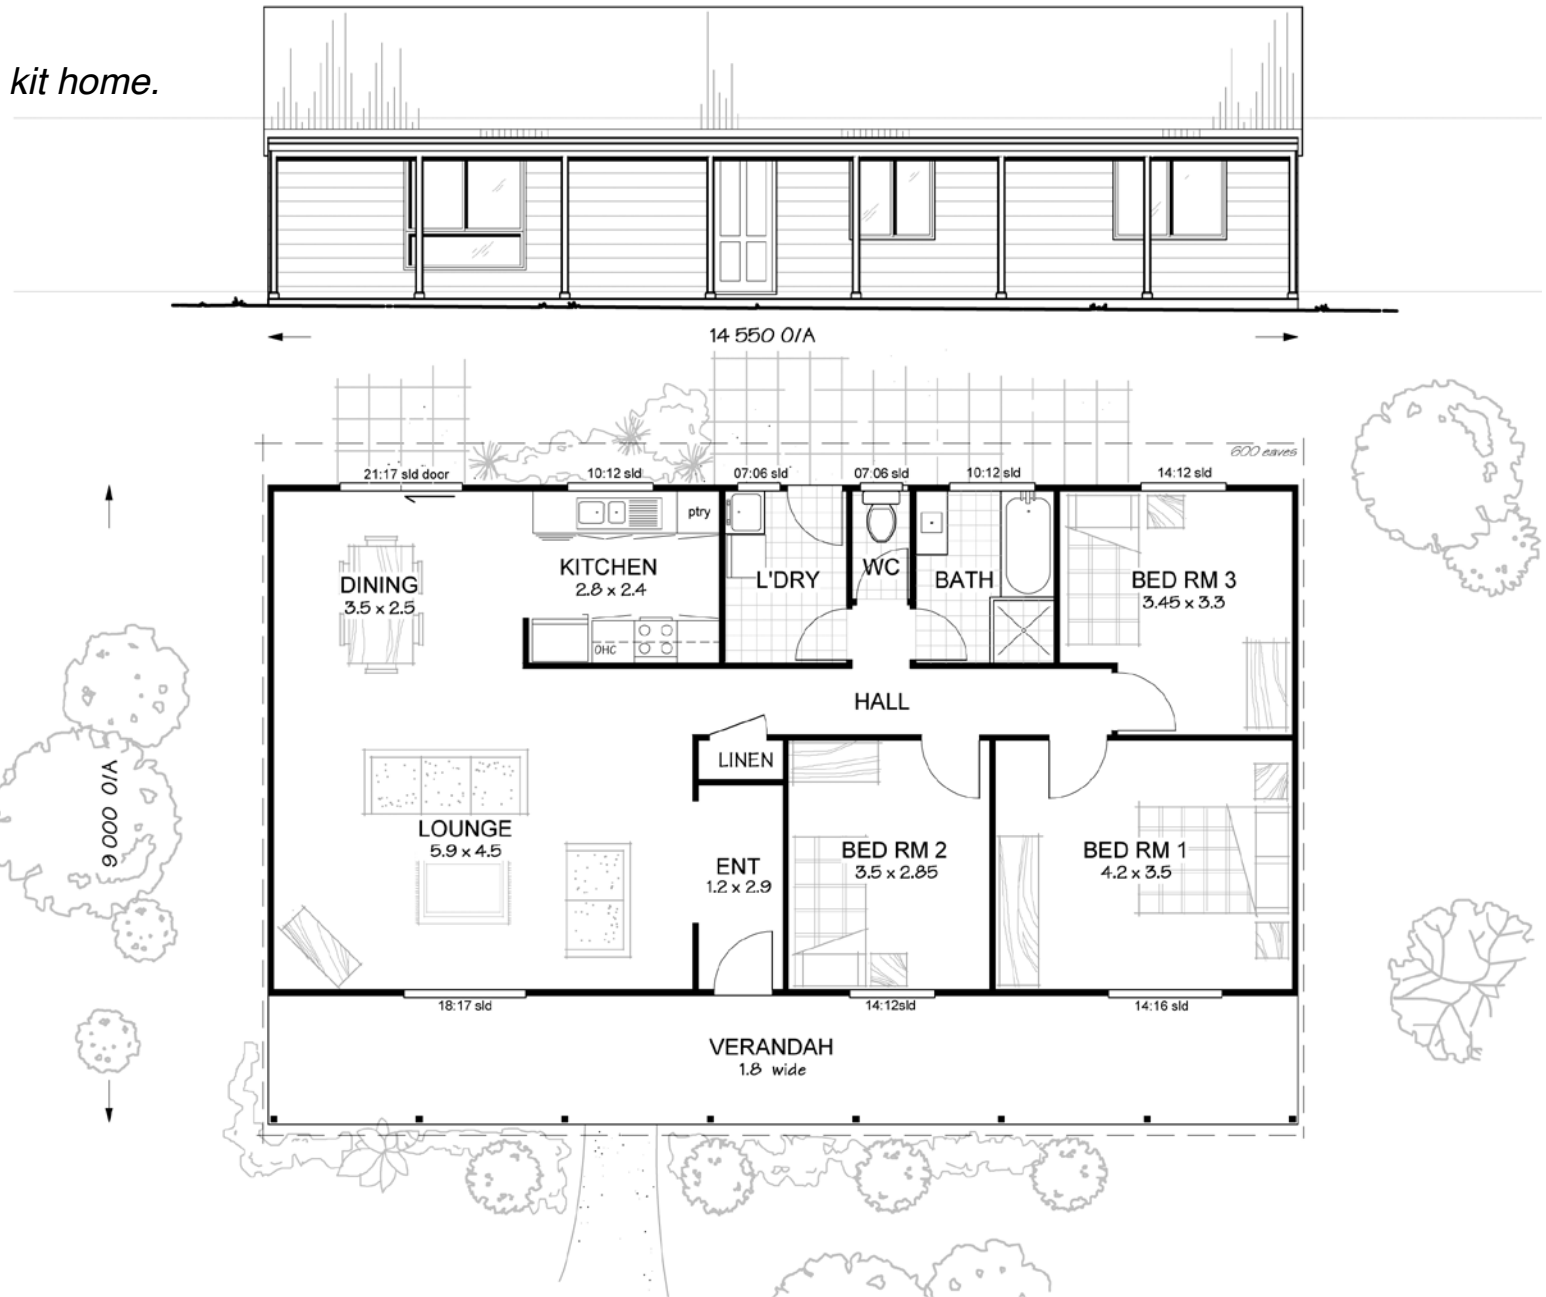 kit home.
14 550 O/A
600 eaves
21:17 sld door
10:12 sld
07:06 sld
07:06 sld
10:12 sld
14:12 sld
ptry
KITCHEN
2.8 x 2.4
DINING
3.5 x 2.5
L'DRY
WC
BATH
BED RM 3
3.45 x 3.3
OHC
HALL
LINEN
9 000 O/A
LOUNGE
5.9 x 4.5
ENT
1.2 x 2.9
BED RM 2
3.5 x 2.85
BED RM 1
4.2 x 3.5
18:17 sld
14:12sld
14:16 sld
VERANDAH
1.8 wide